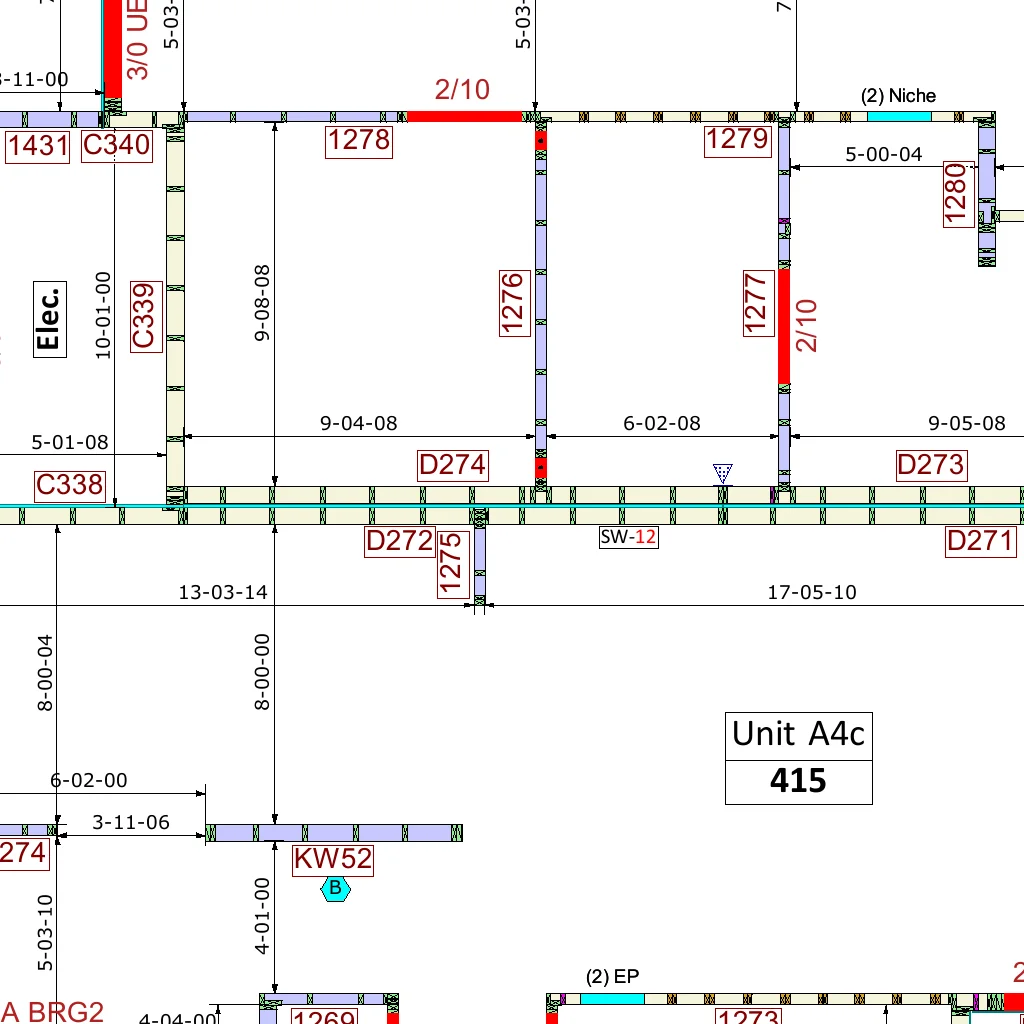 3/0 UE
5-03-
5-03-
7
3-11-00
2/10
(2) Niche
1431
C340
1278
1279
5-00-04
1280
Elec.
10-01-00
C339
9-08-08
1276
1277
2/10
5-01-08
9-04-08
6-02-08
9-05-08
C338
D274
D273
D272
1275
SW-12
D271
13-03-14
17-05-10
8-00-04
8-00-00
Unit A4c
415
6-02-00
3-11-06
274
KW52
B
5-03-10
4-01-00
(2) EP
2
A BRG2
4-04-00
1269
1273